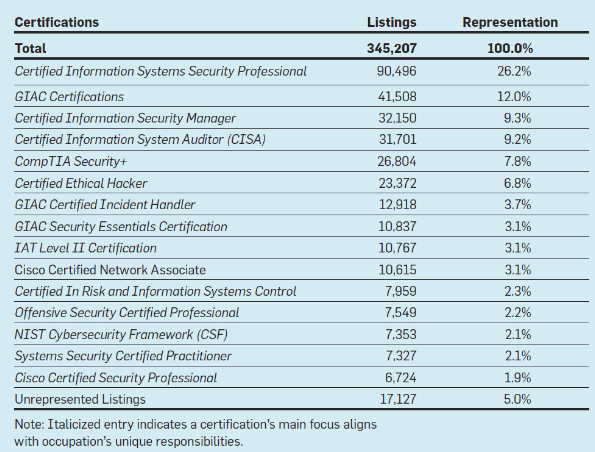 Certifications Listings Representation
Total 345,207 100.0%
Certified Information Systems Security Professional 90,496 26.2%
GIAC Certifications 41,508 12.0%
Certified Information Security Manager 32,150 9.3%
Certified Information System Auditor (CISA) 31,701 9.2%
CompTIA Security+ 26,804 7.8%
Certified Ethical Hacker 23,372 6.8%
GIAC Certified Incident Handler 12,918 3.7%
GIAC Security Essentials Certification 10,837 3.1%
IAT Level II Certification 10,767 3.1%
Cisco Certified Network Associate 10,615 3.1%
Certified In Risk and Information Systems Control 7,959 2.3%
Offensive Security Certified Professional 7,549 2.2%
NIST Cybersecurity Framework (CSF) 7,353 2.1%
Systems Security Certified Practitioner 7,327 2.1%
Cisco Certified Security Professional 6,724 1.9%
Unrepresented Listings 17,127 5.0%
Note: Italicized entry indicates a certification's main focus aligns
with occupation's unique responsibilities.